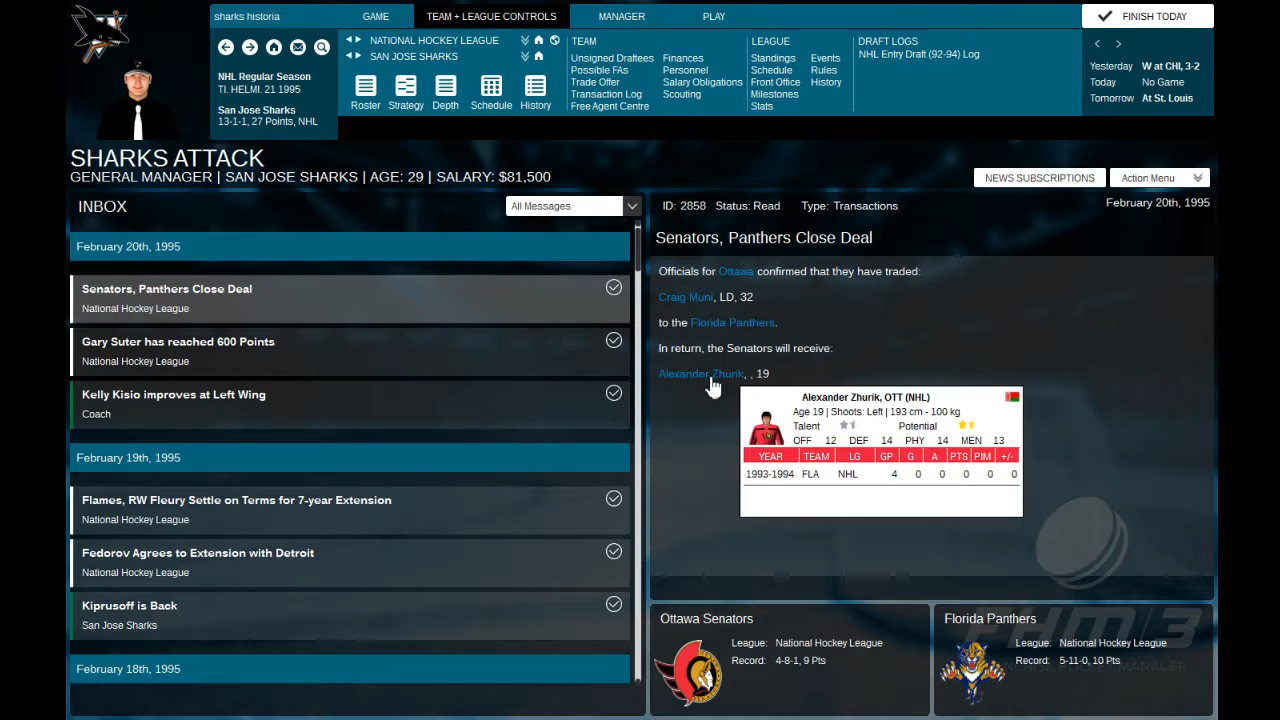 sharks historia
GAME
TEAM + LEAGUE CONTROLS
MANAGER
PLAY
FINISH TODAY
NHL Regular Season
TI. HELMI. 21 1995
San Jose Sharks
13-1-1, 27 Points, NHL
NATIONAL HOCKEY LEAGUE
SAN JOSE SHARKS
Roster Strategy Depth Schedule History
TEAM
Unsigned Draftees Finances
Possible FAs Personnel
Trade Offer Salary Obligations
Transaction Log Scouting
Free Agent Centre
LEAGUE
Standings Events
Schedule Rules
Front Office History
Milestones
Stats
DRAFT LOGS
NHL Entry Draft (92-94) Log
Yesterday W at CHI, 3-2
Today No Game
Tomorrow At St. Louis
SHARKS ATTACK
GENERAL MANAGER | SAN JOSE SHARKS | AGE: 29 | SALARY: $81,500
NEWS SUBSCRIPTIONS
Action Menu
INBOX
All Messages
February 20th, 1995
Senators, Panthers Close Deal
National Hockey League
Gary Suter has reached 600 Points
National Hockey League
Kelly Kisio improves at Left Wing
Coach
February 19th, 1995
Flames, RW Fleury Settle on Terms for 7-year Extension
National Hockey League
Fedorov Agrees to Extension with Detroit
National Hockey League
Kiprusoff is Back
San Jose Sharks
February 18th, 1995
ID: 2858 Status: Read Type: Transactions
February 20th, 1995
Senators, Panthers Close Deal
Officials for Ottawa confirmed that they have traded:
Craig Muni, LD, 32
to the Florida Panthers.
In return, the Senators will receive:
Alexander Zhurik, , 19
Alexander Zhurik, OTT (NHL)
Age 19 | Shoots: Left | 193 cm - 100 kg
Talent Potential
OFF 12 DEF 14 PHY 14 MEN 13
YEAR TEAM LG GP G A PTS PIM +/-
1993-1994 FLA NHL 4 0 0 0 0 0
Ottawa Senators
League: National Hockey League
Record: 4-8-1, 9 Pts
Florida Panthers
League: National Hockey League
Record: 5-11-0, 10 Pts
FHM 3